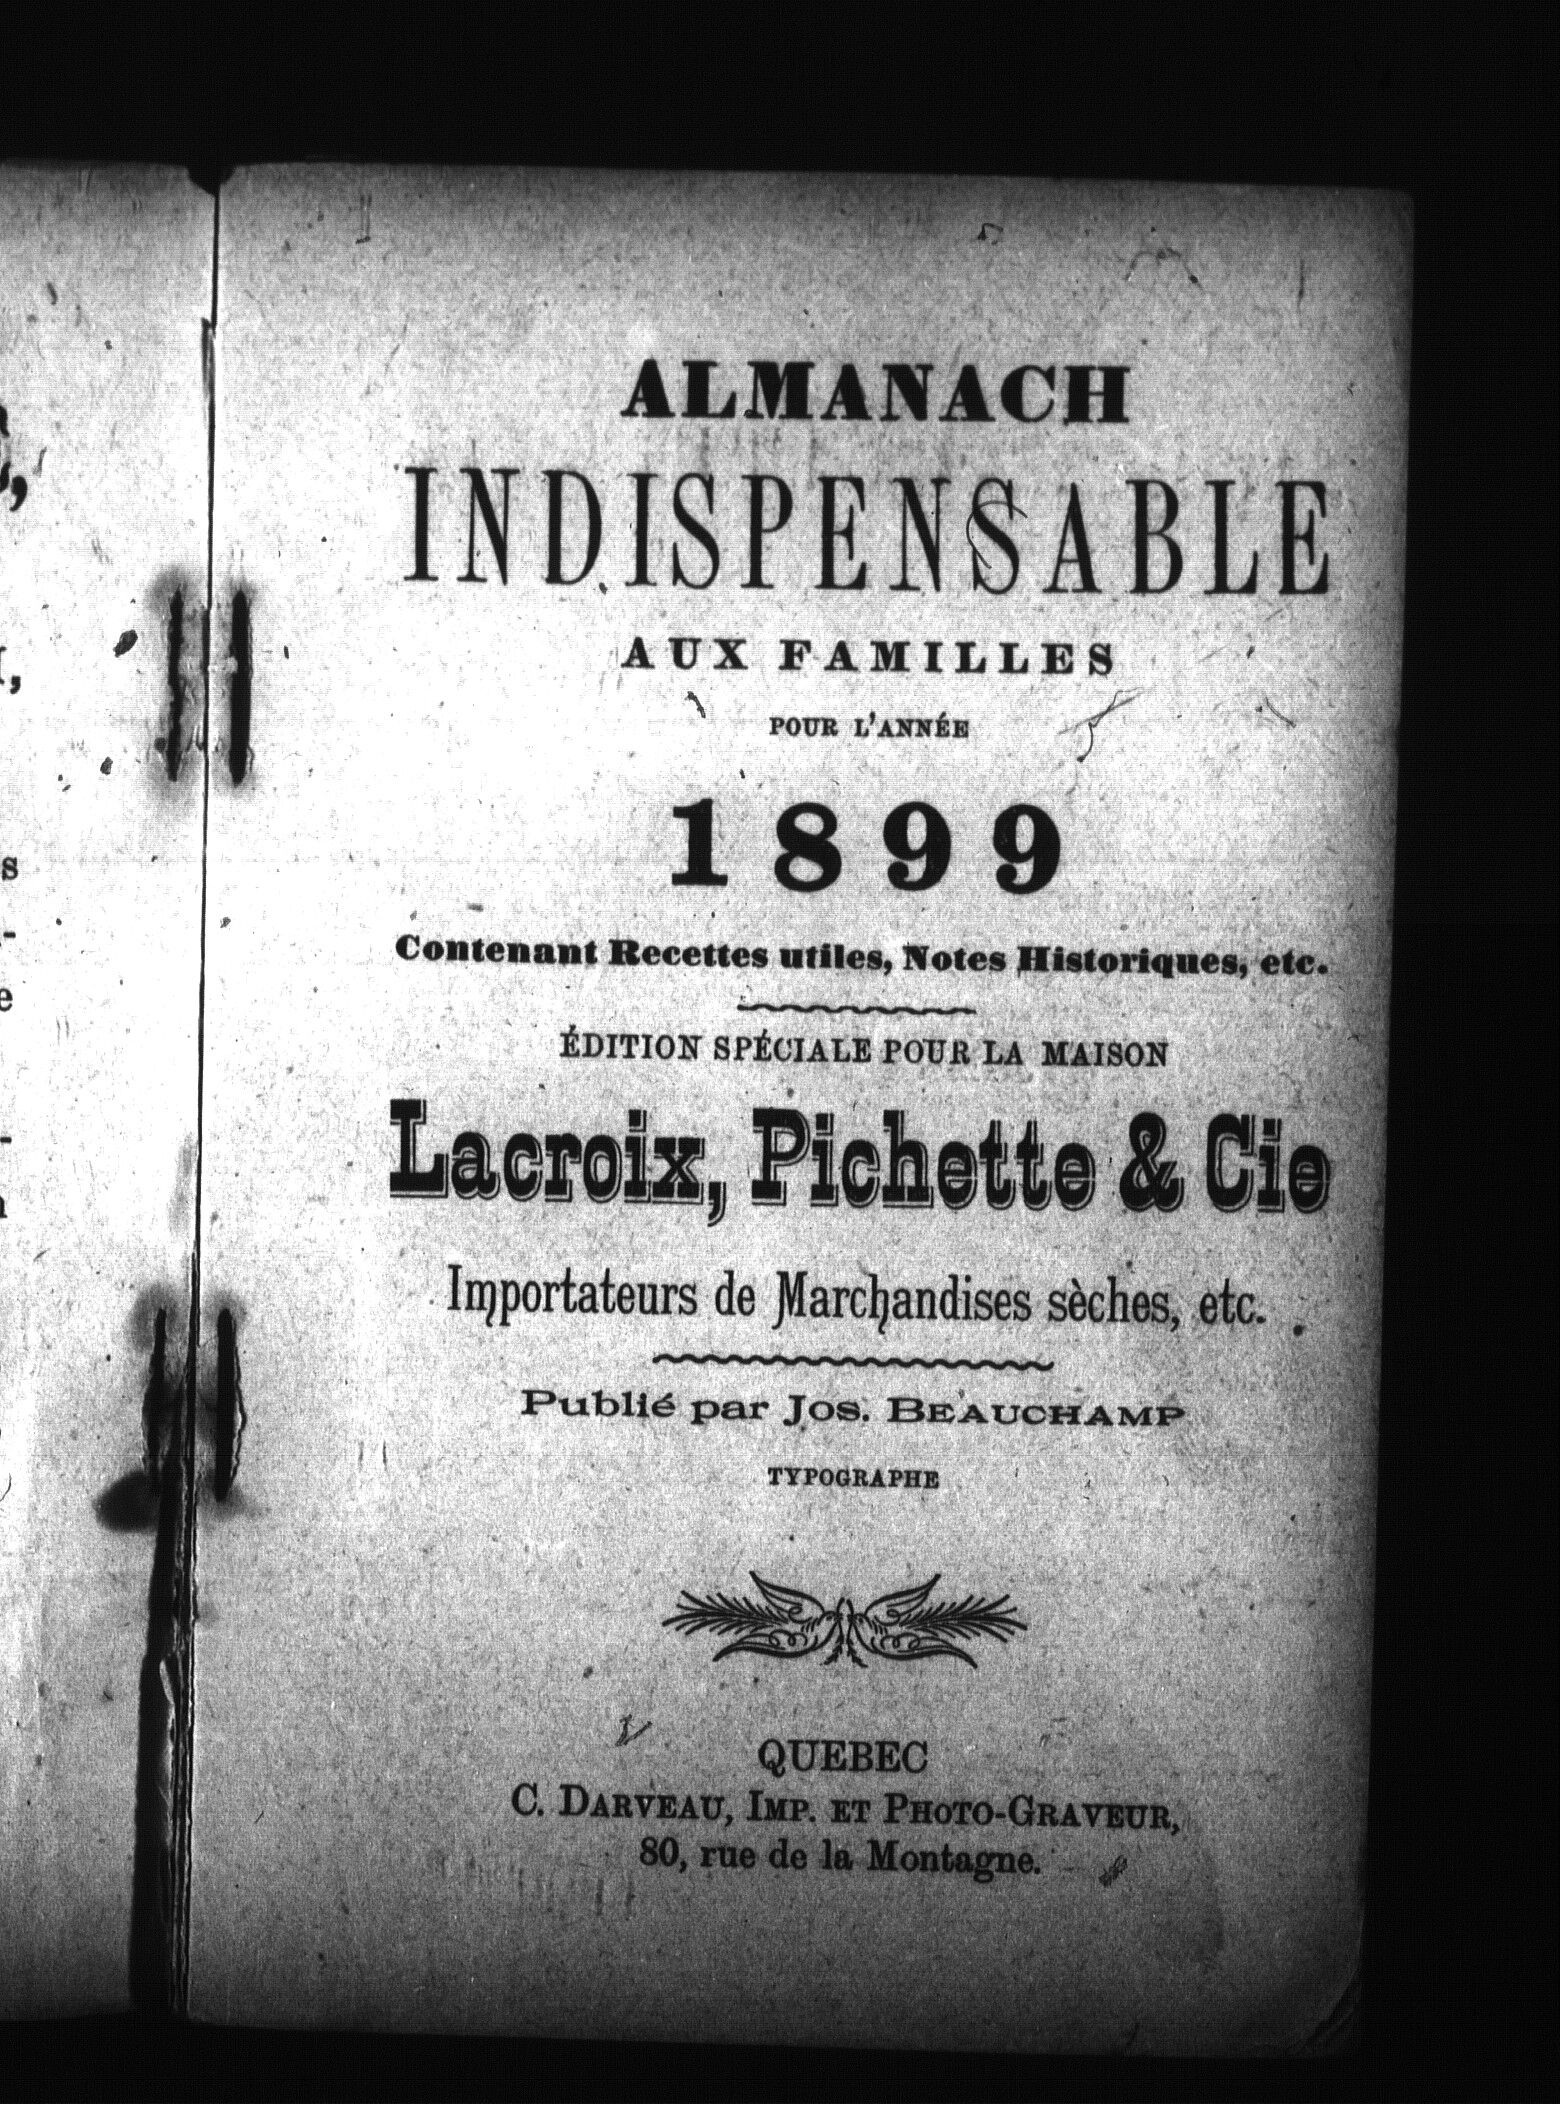 ALMANACH
INDISPENSABLE
AUX FAMILLES
POUR L'ANNÉE
1899
Contenant Recettes utiles, Notes Historiques, etc.
ÉDITION SPÉCIALE POUR LA MAISON
Lacroix, Pichette & Cie
Importateurs de Marchandises sèches, etc.
Publié par Jos. BEAUCHAMP
TYPOGRAPHE
QUEBEC
C. DARVEAU, IMP. ET PHOTO-GRAVEUR,
80, rue de la Montagne.